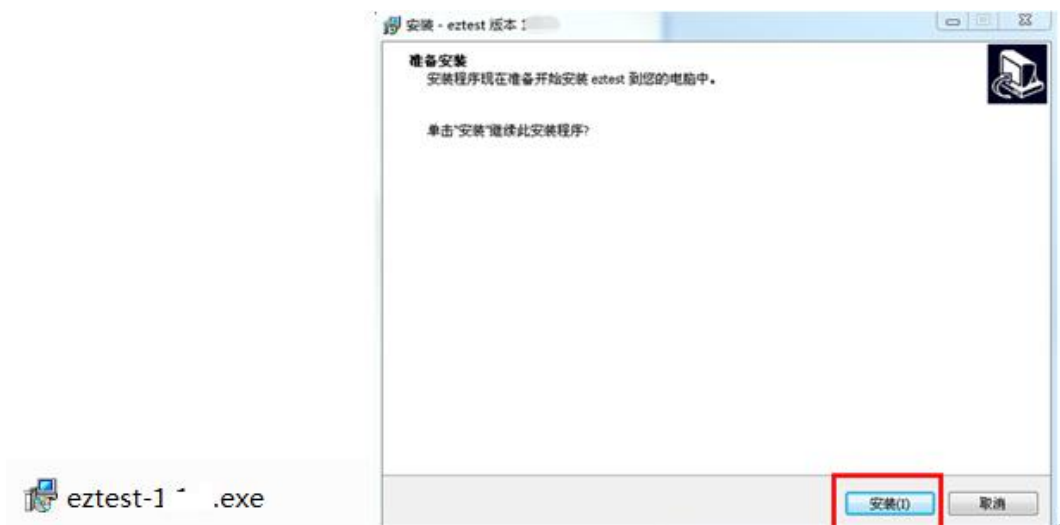 安装 - eztest 版本 1
准备安装
安装程序现在准备开始安装 eztest 到您的电脑中。
单击"安装"继续此安装程序?
安装(I)
取消
eztest-1 .exe